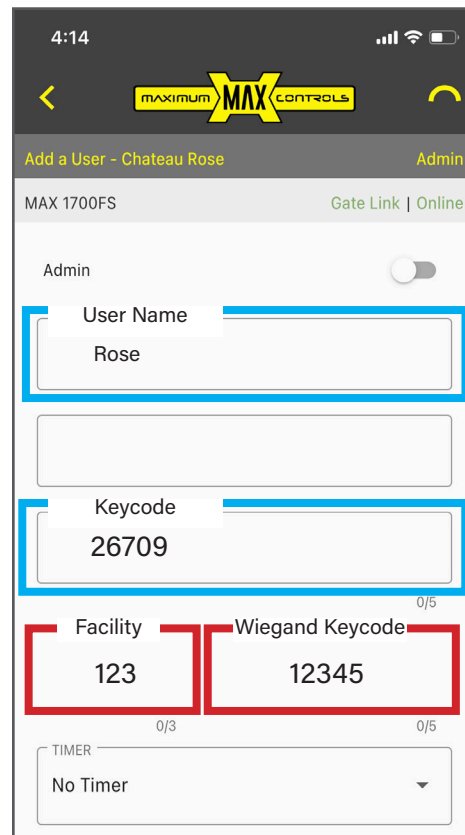 4:14
MAXIMUM MAX CONTROLS
Add a User - Chateau Rose Admin
MAX 1700FS Gate Link | Online
Admin
User Name
Rose
Keycode
26709
0/5
Facility Wiegand Keycode
123 12345
0/3 0/5
TIMER
No Timer